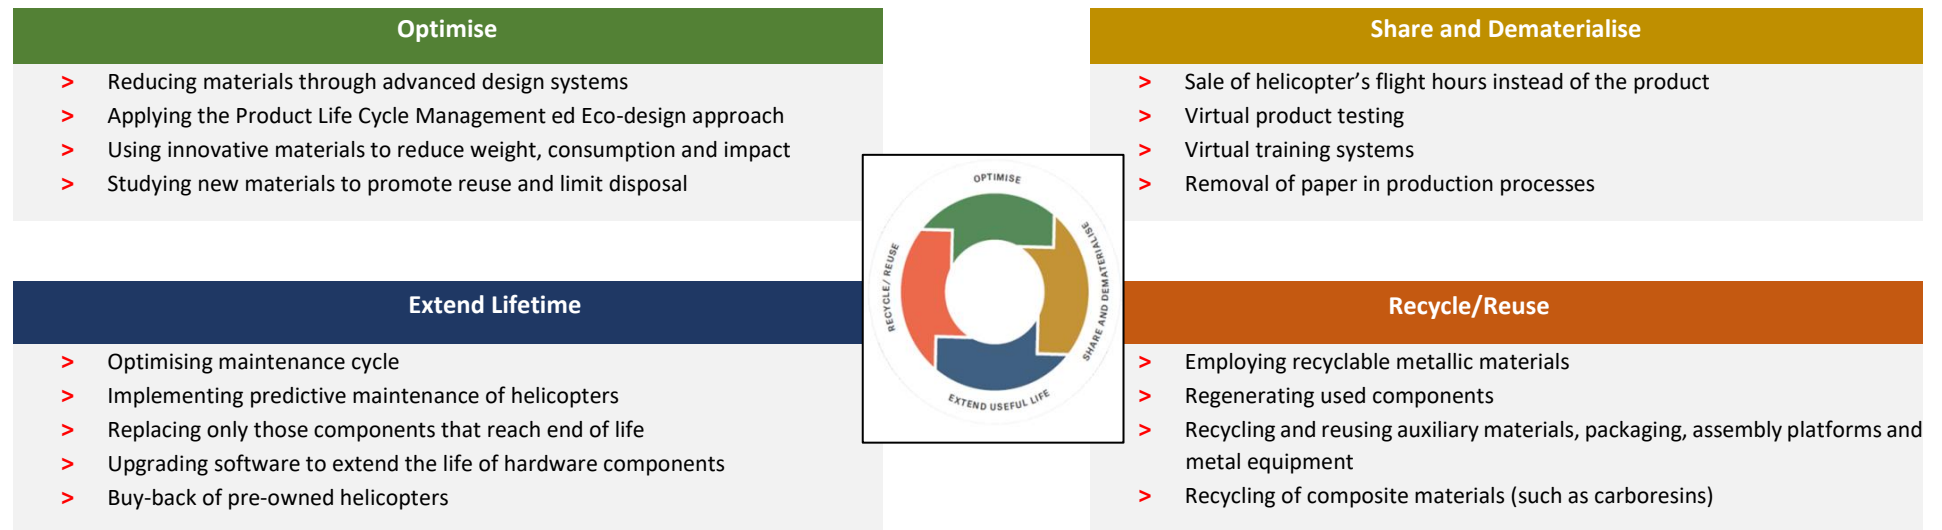 Optimise
> Reducing materials through advanced design systems
> Applying the Product Life Cycle Management ed Eco-design approach
> Using innovative materials to reduce weight, consumption and impact
> Studying new materials to promote reuse and limit disposal
Share and Dematerialise
> Sale of helicopter’s flight hours instead of the product
> Virtual product testing
> Virtual training systems
> Removal of paper in production processes
OPTIMISE
SHARE AND DEMATERIALISE
EXTEND USEFUL LIFE
RECYCLE/ REUSE
Extend Lifetime
> Optimising maintenance cycle
> Implementing predictive maintenance of helicopters
> Replacing only those components that reach end of life
> Upgrading software to extend the life of hardware components
> Buy-back of pre-owned helicopters
Recycle/Reuse
> Employing recyclable metallic materials
> Regenerating used components
> Recycling and reusing auxiliary materials, packaging, assembly platforms and
metal equipment
> Recycling of composite materials (such as carboresins)